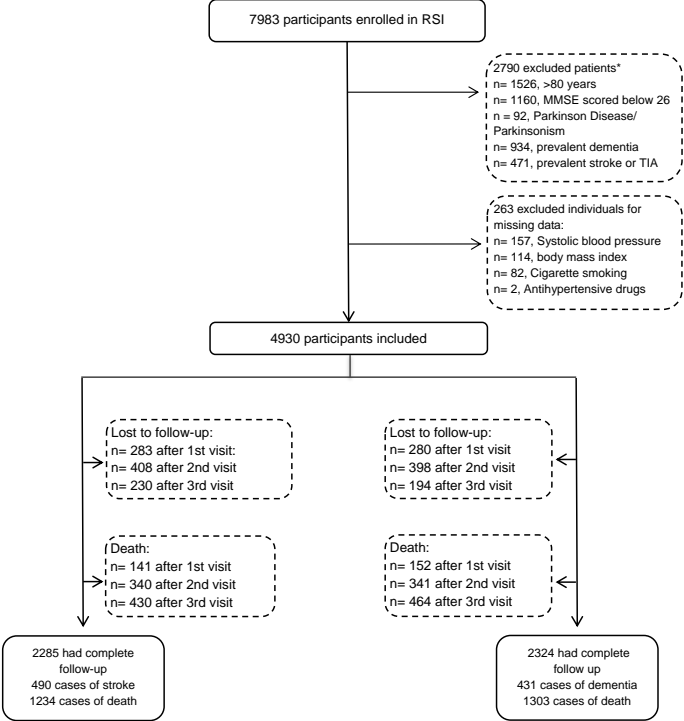 7983 participants enrolled in RSI
2790 excluded patients*
n= 1526, >80 years
n= 1160, MMSE scored below 26
n = 92, Parkinson Disease/
Parkinsonism
n= 934, prevalent dementia
n= 471, prevalent stroke or TIA
263 excluded individuals for
missing data:
n= 157, Systolic blood pressure
n= 114, body mass index
n= 82, Cigarette smoking
n= 2, Antihypertensive drugs
4930 participants included
Lost to follow-up:
n= 283 after 1st visit:
n= 408 after 2nd visit
n= 230 after 3rd visit
Lost to follow-up:
n= 280 after 1st visit
n= 398 after 2nd visit
n= 194 after 3rd visit
Death:
n= 141 after 1st visit
n= 340 after 2nd visit
n= 430 after 3rd visit
Death:
n= 152 after 1st visit
n= 341 after 2nd visit
n= 464 after 3rd visit
2285 had complete
follow-up
490 cases of stroke
1234 cases of death
2324 had complete
follow up
431 cases of dementia
1303 cases of death